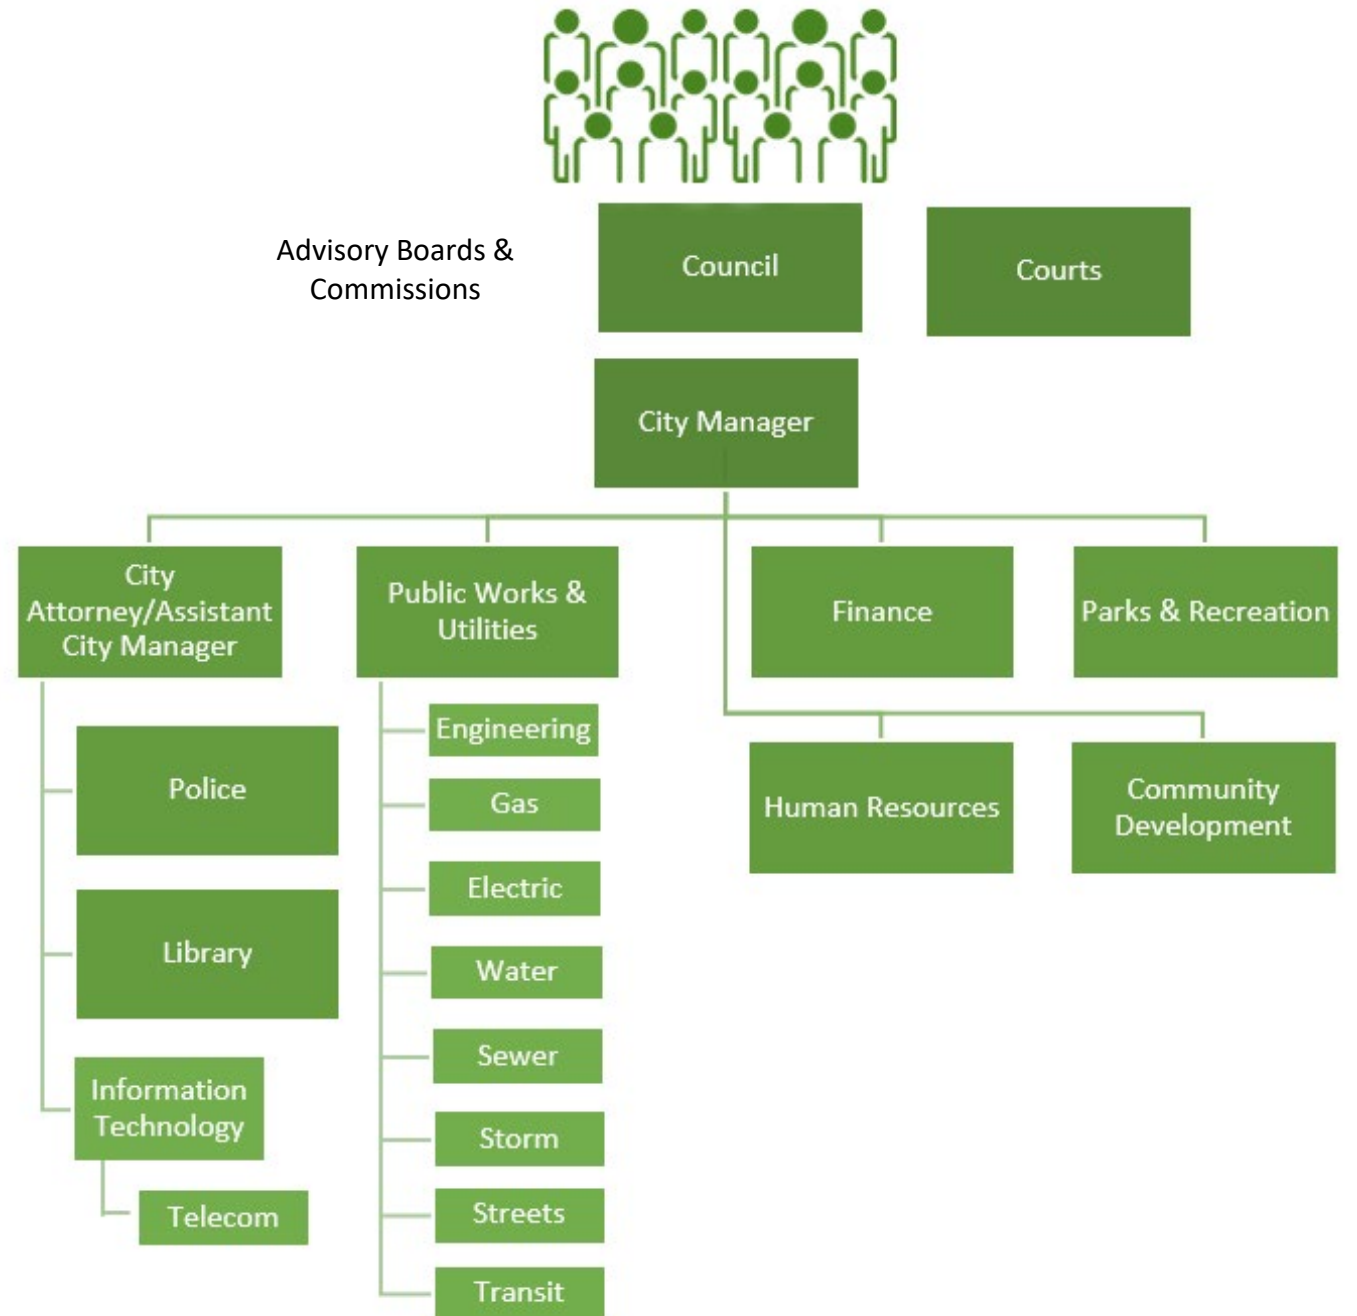 Advisory Boards &
Commissions
Council
Courts
City Manager
City
Attorney/Assistant
City Manager
Public Works &
Utilities
Finance
Parks & Recreation
Police
Library
Information
Technology
Telecom
Engineering
Gas
Electric
Water
Sewer
Storm
Streets
Transit
Human Resources
Community
Development